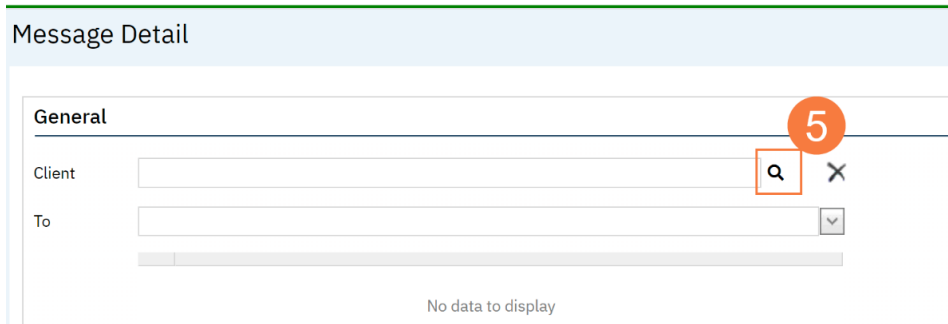 Message Detail
General
5
Client
To
No data to display